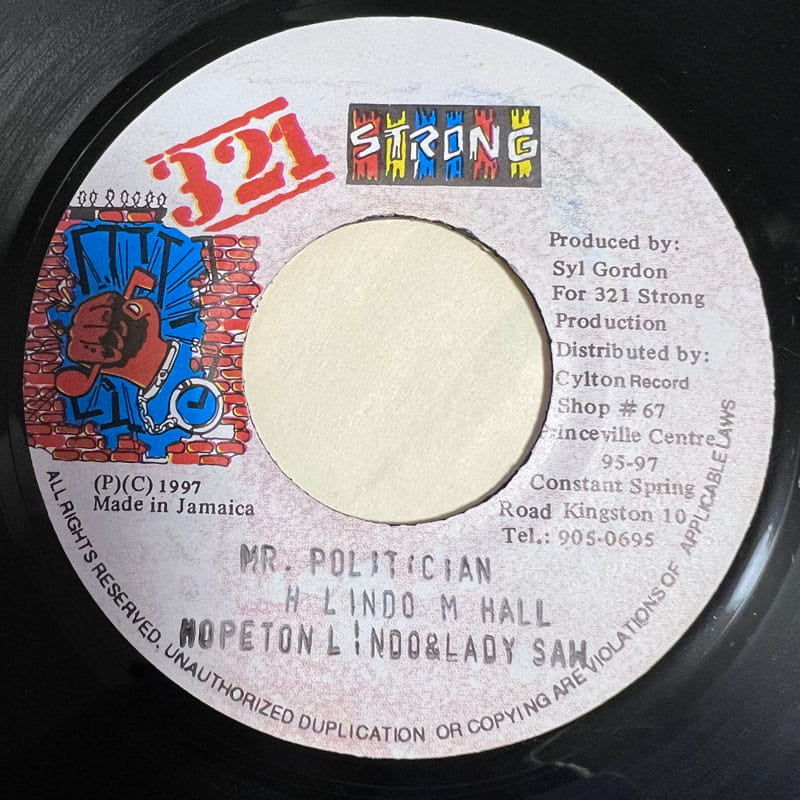 321
STRONG
Produced by:
Syl Gordon
For 321 Strong
Production
Distributed by:
Cylton Record
Shop # 67
Princeville Centre
95-97
Constant Spring
Road Kingston 10
Tel.: 905-0695
(P)(C) 1997
Made in Jamaica
MR. POLITICIAN
H LINDO M HALL
HOPETON LINDO&LADY SAW
ALL RIGHTS RESERVED. UNAUTHORIZED DUPLICATION OR COPYING ARE VIOLATIONS OF APPLICABLE LAWS